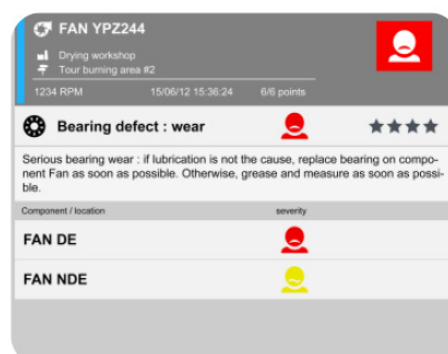 FAN YPZ244
Drying workshop
Tour burning area #2
1234 RPM 15/06/12 15:36:24 6/6 points
Bearing defect : wear
Serious bearing wear : if lubrication is not the cause, replace bearing on compo-
nent Fan as soon as possible. Otherwise, grease and measure as soon as possi-
ble.
Component / location severity
FAN DE
FAN NDE